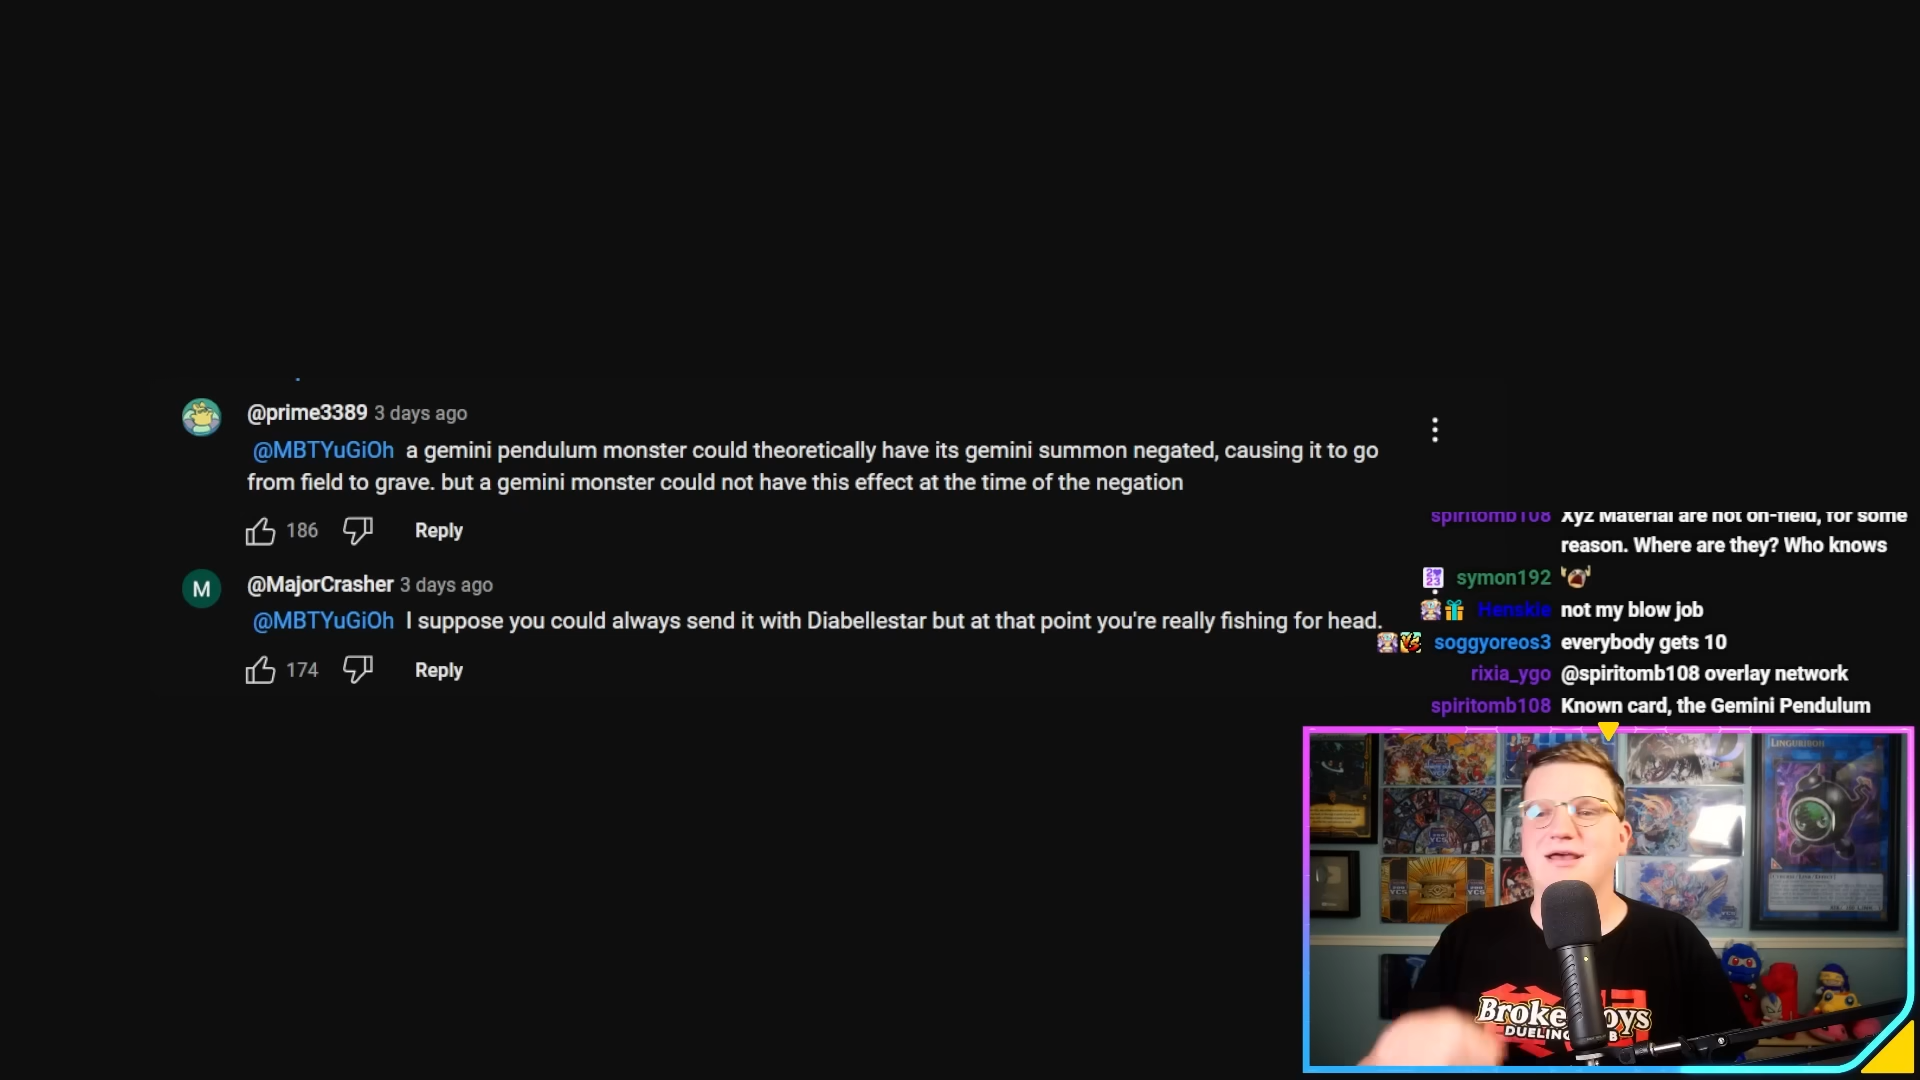 @prime3389 3 days ago
@MBTYuGiOh a gemini pendulum monster could theoretically have its gemini summon negated, causing it to go
from field to grave. but a gemini monster could not have this effect at the time of the negation
186 Reply
M @MajorCrasher 3 days ago
@MBTYuGiOh I suppose you could always send it with Diabellestar but at that point you're really fishing for head.
174 Reply
spiritomb108 Xyz Material are not on-field, for some
reason. Where are they? Who knows
symon192
Henskie not my blow job
soggyoreos3 everybody gets 10
rixia_ygo @spiritomb108 overlay network
spiritomb108 Known card, the Gemini Pendulum
LINGURIBOH
DUELING